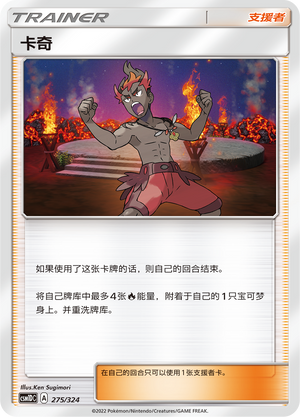 TRAINER 支援者
卡奇
如果使用了这张卡牌的话，则自己的回合结束。
将自己牌库中最多4张🔥能量，附着于自己的1只宝可梦
身上。并重洗牌库。
Illus.Ken Sugimori
在自己的回合只可以使用1张支援者卡。
CSM1DC A 275/324
©2022 Pokémon/Nintendo/Creatures/GAME FREAK.